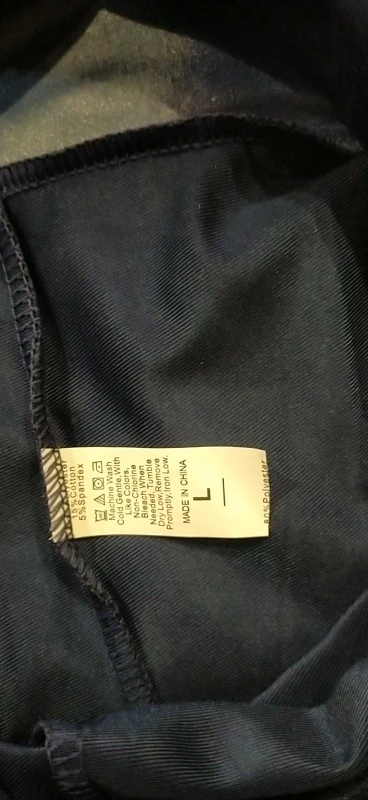 15%Cotton
5%Spandex
Machine Wash
Cold Gentle,With
Like Colors,
Non-Chlorine
Bleach When
Needed, Tumble
Dry Low,Remove
Promptly,Iron Low.
MADE IN CHINA
L
80%Polyester